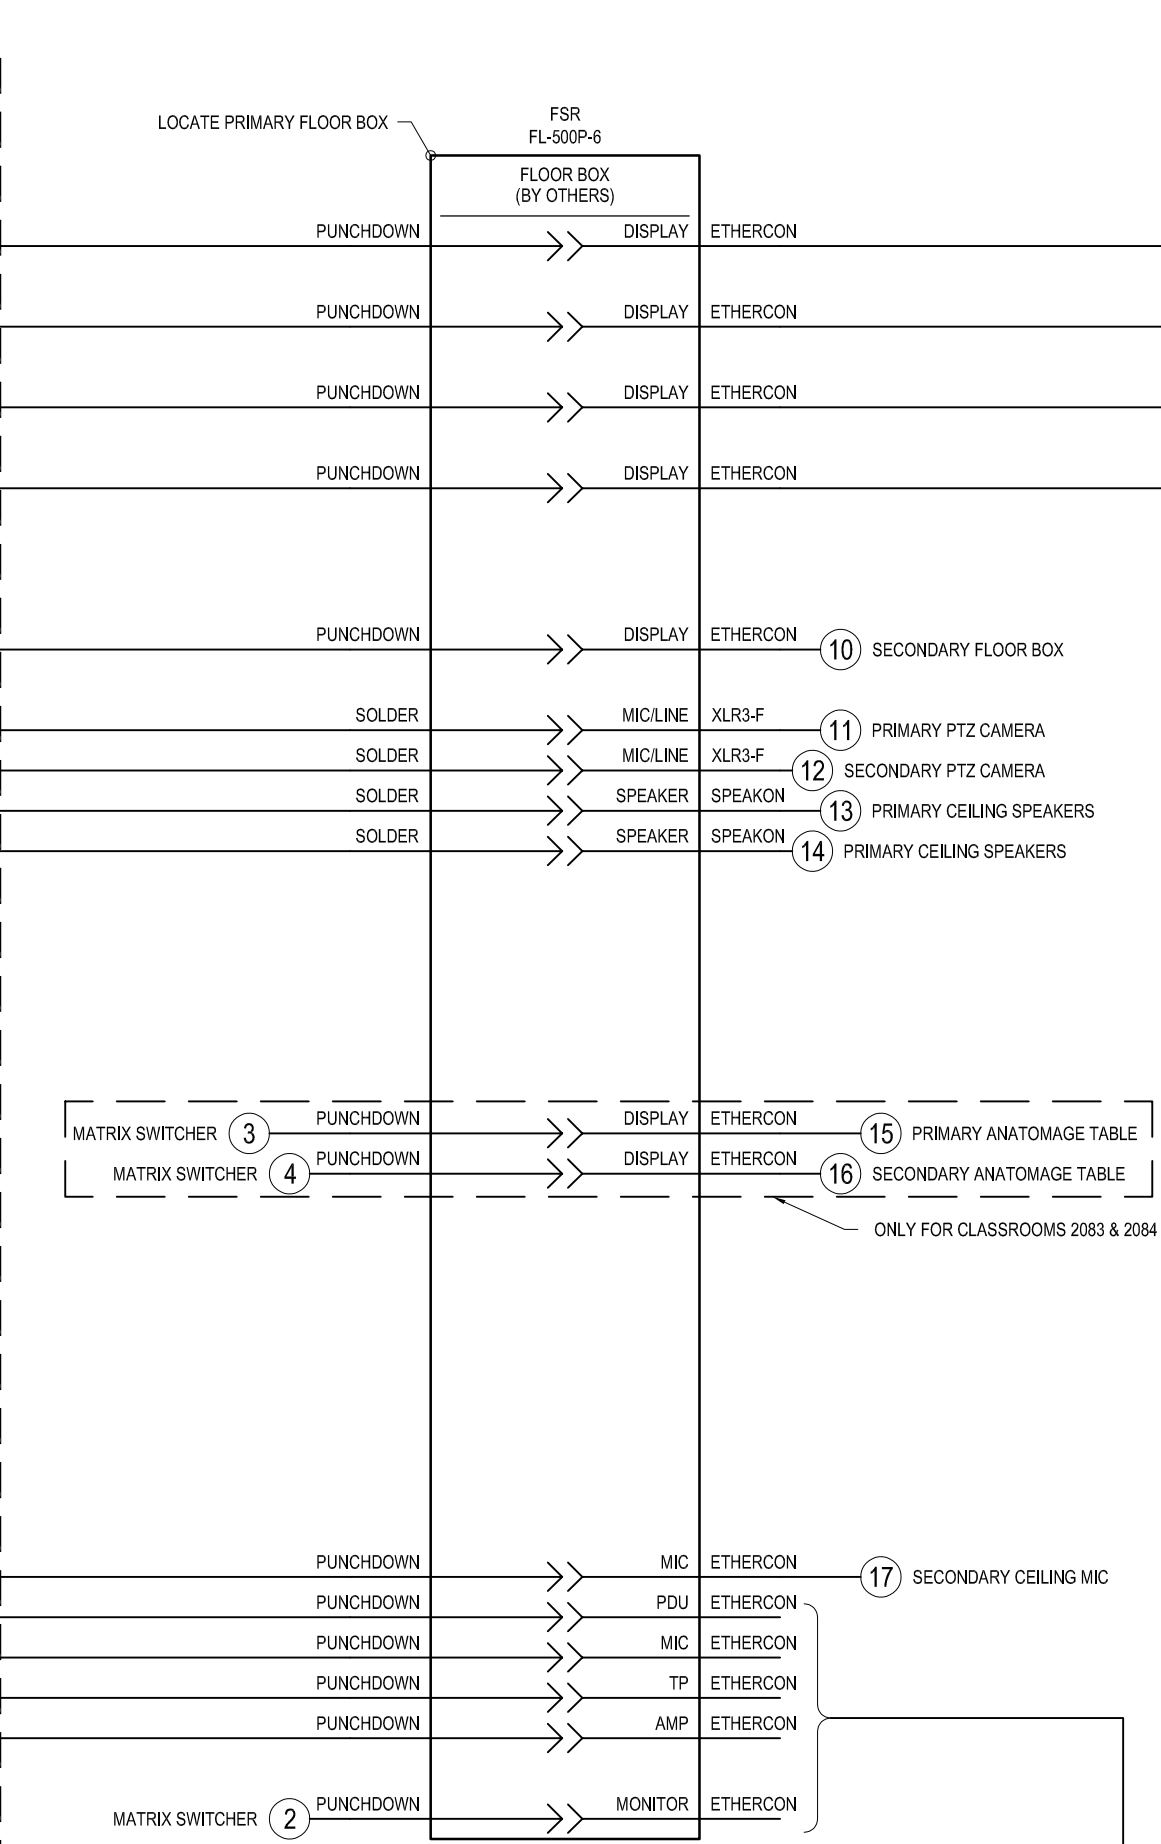 FSR
FL-500P-6
LOCATE PRIMARY FLOOR BOX
FLOOR BOX
(BY OTHERS)
PUNCHDOWN DISPLAY ETHERCON
PUNCHDOWN DISPLAY ETHERCON
PUNCHDOWN DISPLAY ETHERCON
PUNCHDOWN DISPLAY ETHERCON
PUNCHDOWN DISPLAY ETHERCON 10 SECONDARY FLOOR BOX
SOLDER MIC/LINE XLR3-F 11 PRIMARY PTZ CAMERA
SOLDER MIC/LINE XLR3-F 12 SECONDARY PTZ CAMERA
SOLDER SPEAKER SPEAKON 13 PRIMARY CEILING SPEAKERS
SOLDER SPEAKER SPEAKON 14 PRIMARY CEILING SPEAKERS
MATRIX SWITCHER 3 PUNCHDOWN DISPLAY ETHERCON 15 PRIMARY ANATOMAGE TABLE
MATRIX SWITCHER 4 PUNCHDOWN DISPLAY ETHERCON 16 SECONDARY ANATOMAGE TABLE
ONLY FOR CLASSROOMS 2083 & 2084
PUNCHDOWN MIC ETHERCON 17 SECONDARY CEILING MIC
PUNCHDOWN PDU ETHERCON
PUNCHDOWN MIC ETHERCON
PUNCHDOWN TP ETHERCON
PUNCHDOWN AMP ETHERCON
MATRIX SWITCHER 2 PUNCHDOWN MONITOR ETHERCON